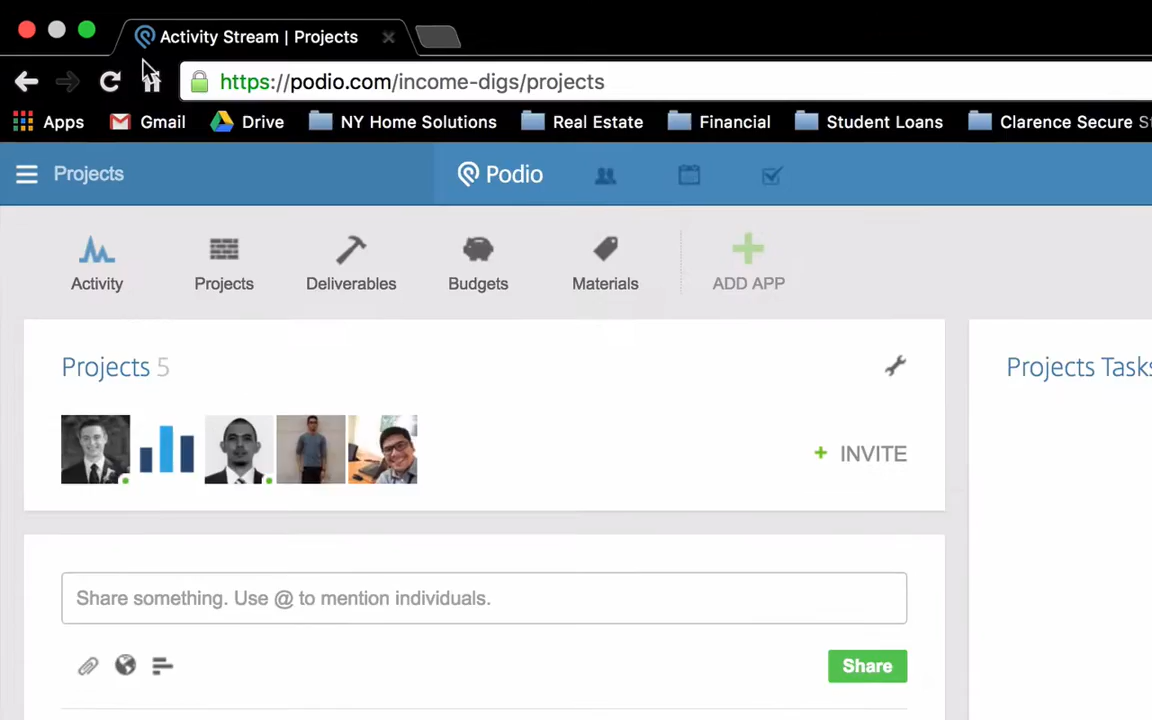 Activity Stream | Projects
https://podio.com/income-digs/projects
Apps Gmail Drive NY Home Solutions Real Estate Financial Student Loans Clarence Secure
Projects Podio
Activity Projects Deliverables Budgets Materials ADD APP
Projects 5 Projects Tasks
+ INVITE
Share something. Use @ to mention individuals.
Share